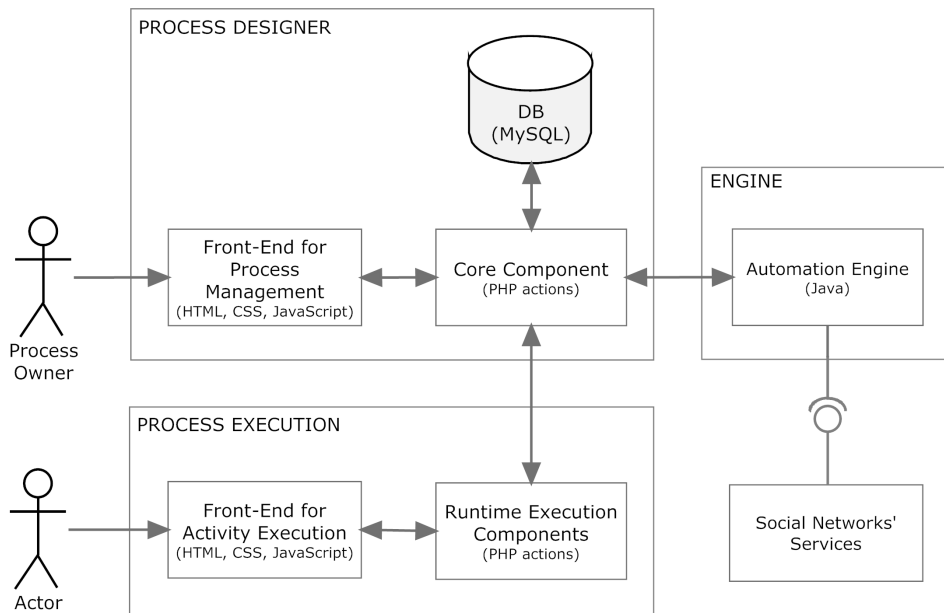 PROCESS DESIGNER
DB
(MySQL)
ENGINE
Front-End for
Process
Management
(HTML, CSS, JavaScript)
Core Component
(PHP actions)
Automation Engine
(Java)
Process
Owner
PROCESS EXECUTION
Front-End for
Activity Execution
(HTML, CSS, JavaScript)
Runtime Execution
Components
(PHP actions)
Social Networks'
Services
Actor